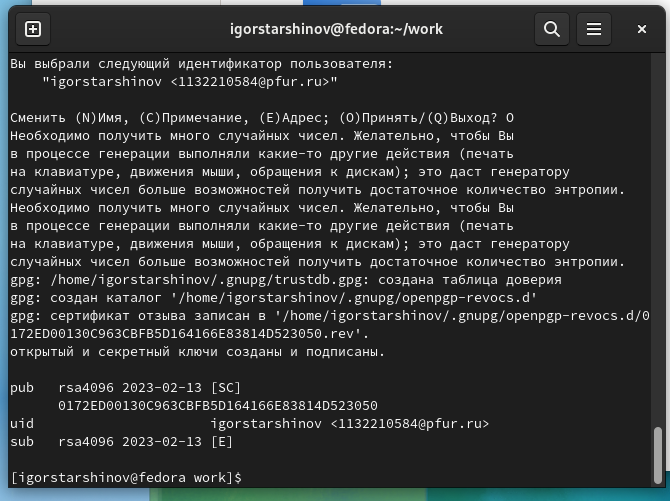 igorstarshinov@fedora:~/work
Вы выбрали следующий идентификатор пользователя:
"igorstarshinov <1132210584@pfur.ru>"
Сменить (N)Имя, (C)Примечание, (E)Адрес; (O)Принять/(Q)Выход? O
Необходимо получить много случайных чисел. Желательно, чтобы Вы
в процессе генерации выполняли какие-то другие действия (печать
на клавиатуре, движения мыши, обращения к дискам); это даст генератору
случайных чисел больше возможностей получить достаточное количество энтропии.
Необходимо получить много случайных чисел. Желательно, чтобы Вы
в процессе генерации выполняли какие-то другие действия (печать
на клавиатуре, движения мыши, обращения к дискам); это даст генератору
случайных чисел больше возможностей получить достаточное количество энтропии.
gpg: /home/igorstarshinov/.gnupg/trustdb.gpg: создана таблица доверия
gpg: создан каталог '/home/igorstarshinov/.gnupg/openpgp-revocs.d'
gpg: сертификат отзыва записан в '/home/igorstarshinov/.gnupg/openpgp-revocs.d/0
172ED00130C963CBFB5D164166E83814D523050.rev'.
открытый и секретный ключи созданы и подписаны.
pub   rsa4096 2023-02-13 [SC]
0172ED00130C963CBFB5D164166E83814D523050
uid                      igorstarshinov <1132210584@pfur.ru>
sub   rsa4096 2023-02-13 [E]
[igorstarshinov@fedora work]$